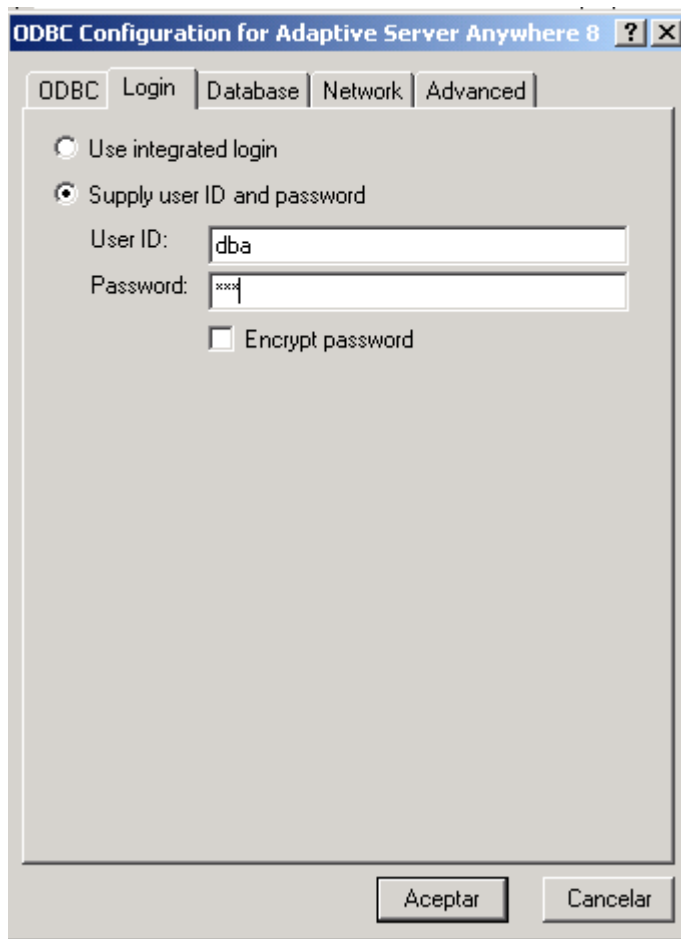 ODBC Configuration for Adaptive Server Anywhere 8 ? X
ODBC Login Database Network Advanced
Use integrated login
Supply user ID and password
User ID: dba
Password: ***
Encrypt password
Aceptar Cancelar